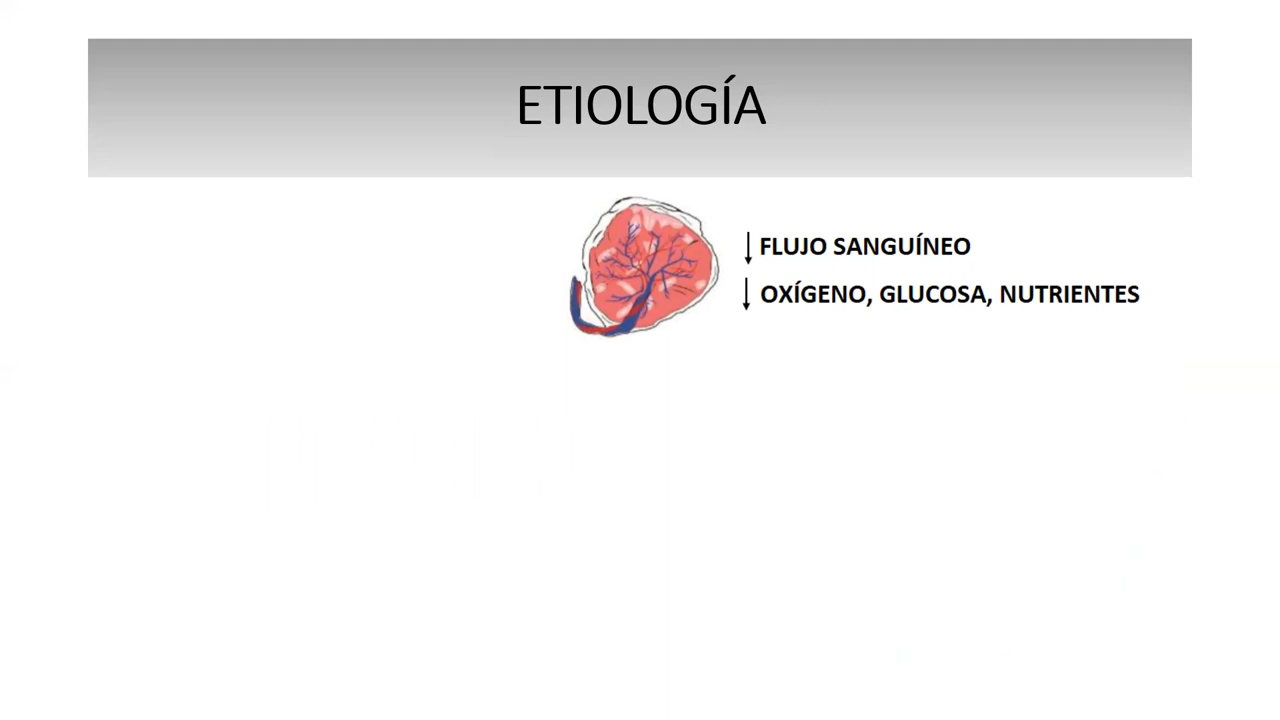 ETIOLOGÍA
↓ FLUJO SANGUÍNEO
↓ OXÍGENO, GLUCOSA, NUTRIENTES